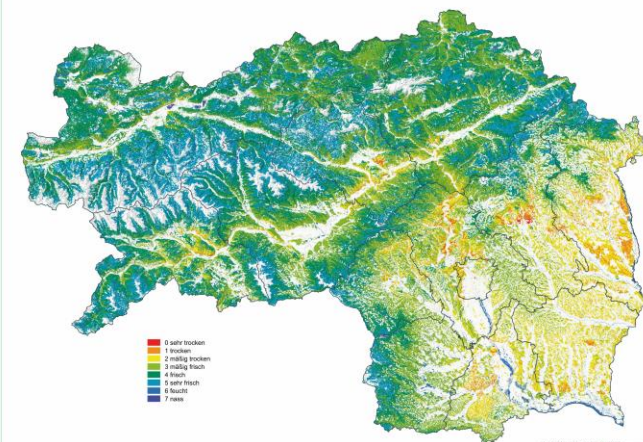 0 sehr trocken
1 trocken
2 mäßig trocken
3 mäßig frisch
4 frisch
5 sehr frisch
6 feucht
7 nass